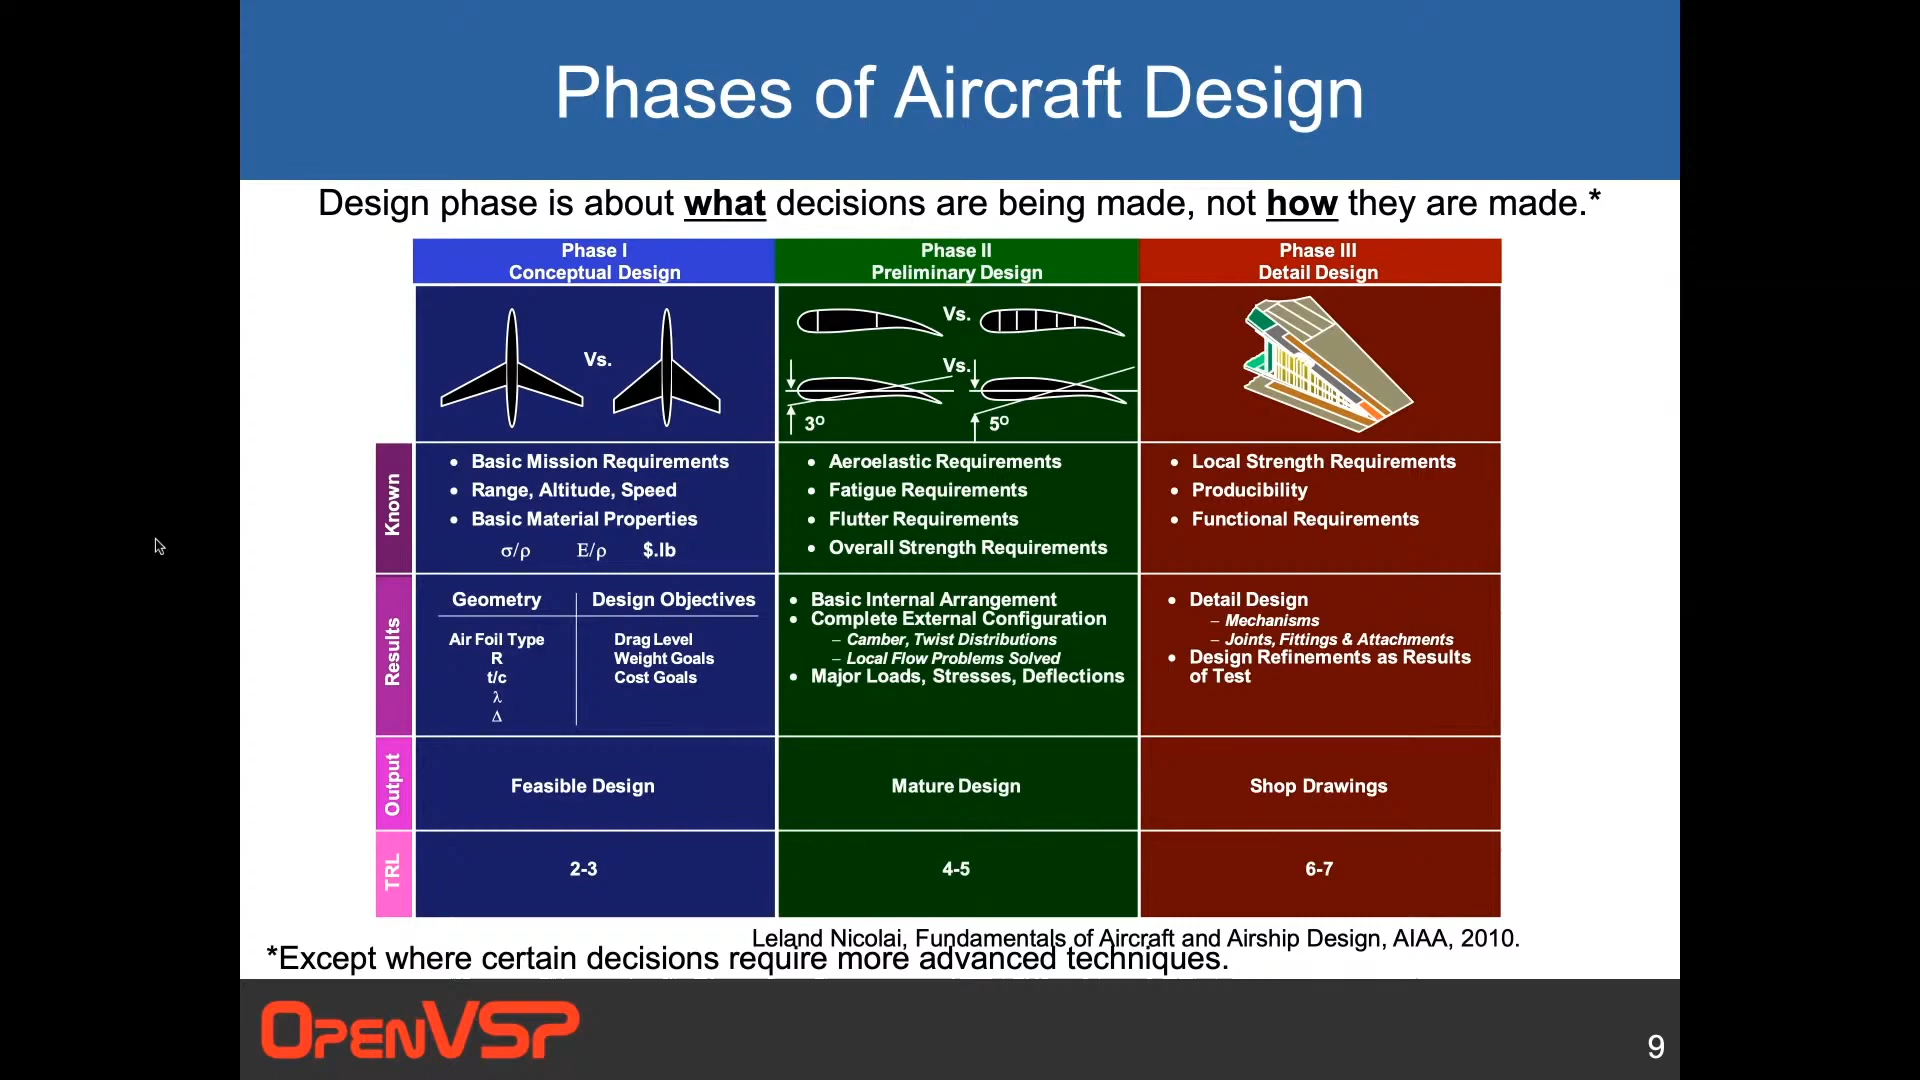 Phases of Aircraft Design
Design phase is about what decisions are being made, not how they are made.*
Phase I
Conceptual Design
Phase II
Preliminary Design
Phase III
Detail Design
Vs.
Vs.
Vs.
3°
5°
Known
• Basic Mission Requirements
• Range, Altitude, Speed
• Basic Material Properties
σ/ρ E/ρ $.lb
• Aeroelastic Requirements
• Fatigue Requirements
• Flutter Requirements
• Overall Strength Requirements
• Local Strength Requirements
• Producibility
• Functional Requirements
Results
Geometry
Air Foil Type
R
t/c
λ
Δ
Design Objectives
Drag Level
Weight Goals
Cost Goals
• Basic Internal Arrangement
• Complete External Configuration
– Camber, Twist Distributions
– Local Flow Problems Solved
• Major Loads, Stresses, Deflections
• Detail Design
– Mechanisms
– Joints, Fittings & Attachments
• Design Refinements as Results
of Test
Output
Feasible Design
Mature Design
Shop Drawings
TRL
2-3
4-5
6-7
Leland Nicolai, Fundamentals of Aircraft and Airship Design, AIAA, 2010.
*Except where certain decisions require more advanced techniques.
OpenVSP
9